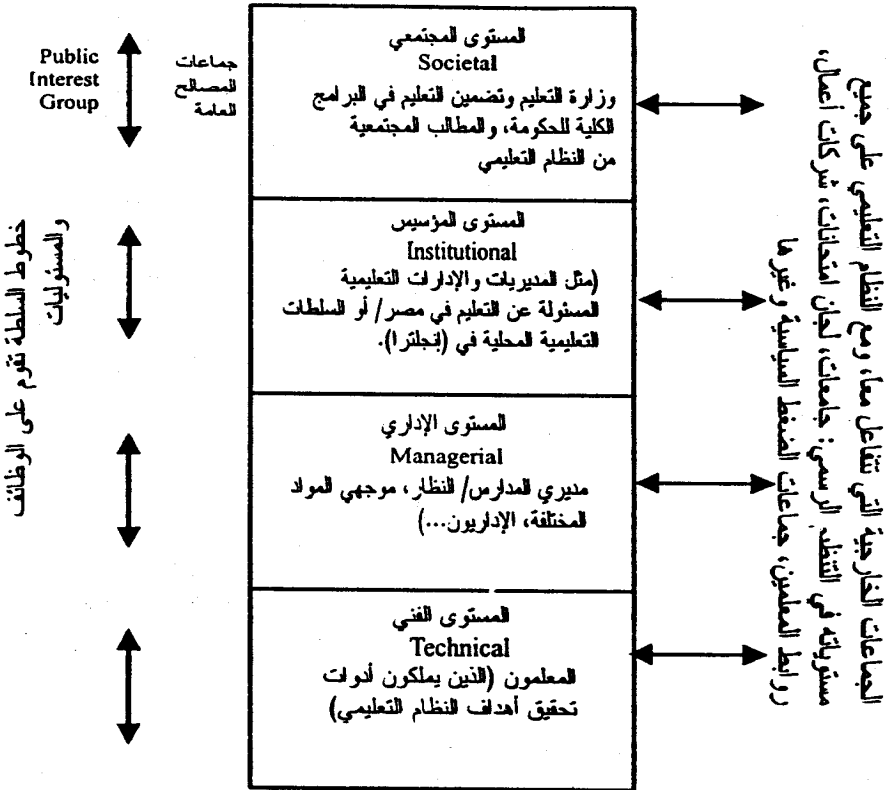 المستوى المجتمعي
Societal
وزارة التعليم وتضمين التعليم في البرامج
الكلية للحكومة، والمطالب المجتمعية
من النظام التعليمي
المستوى المؤسيس
Institutional
(مثل المديريات والإدارات التعليمية
المسئولة عن التعليم في مصر/ أو السلطات
التعليمية المحلية في (إنجلترا).
المستوى الإداري
Managerial
مديري المدارس/ النظار، موجهي المواد
المختلفة، الإداريون...)
المستوى الفني
Technical
المعلمون (الذين يملكون أدوات
تحقيق أهداف النظام التعليمي)
الجماعات الخارجية التي تتفاعل معاً، ومع النظام التعليمي على جميع
مستوياته في التنظيم الرسمي: جامعات، لجان امتحانات، شركات أعمال،
روابط المعلمين، جماعات الضغط السياسية وغيرها
جماعات
المصالح
العامة
Public
Interest
Group
خطوط السلطة تقوم على الوظائف
والمسئوليات